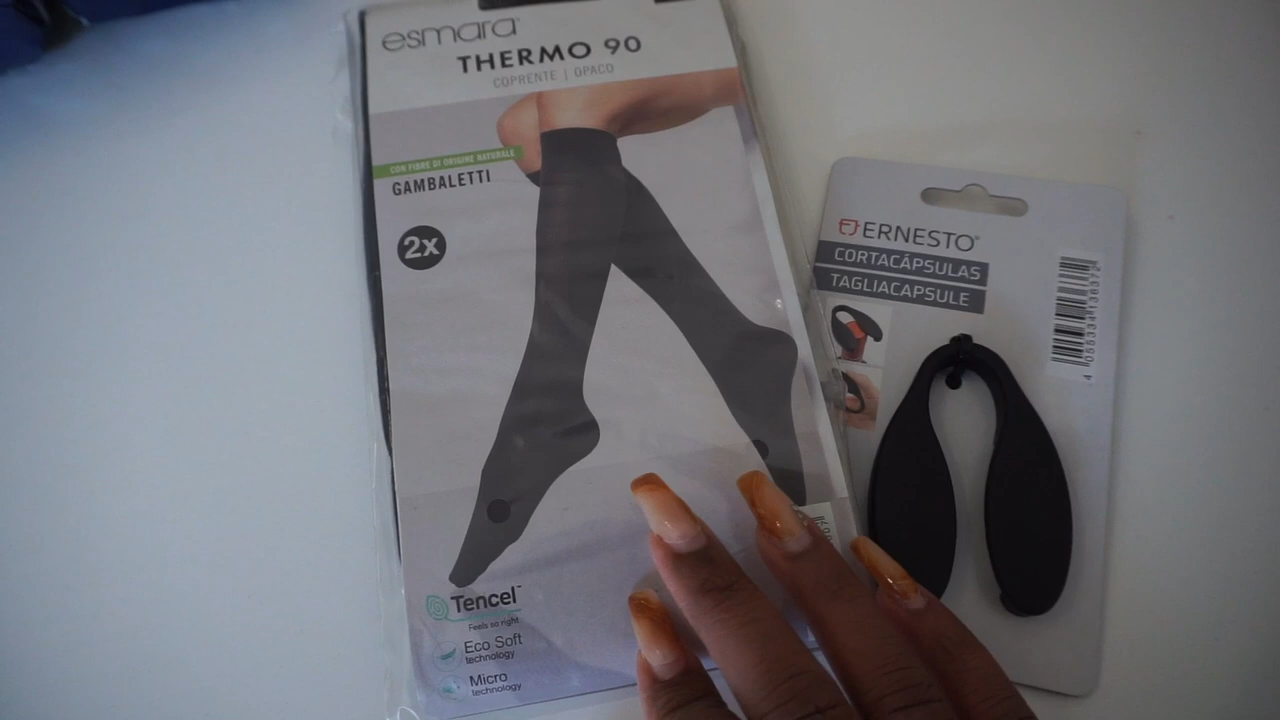 esmara®
THERMO 90
COPRENTE | OPACO
CON FIBRE DI ORIGINE NATURALE
GAMBALETTI
2x
Tencel™
Feels so right
Eco Soft
technology
Micro
technology
ERNESTO®
CORTACÁPSULAS
TAGLIACAPSULE